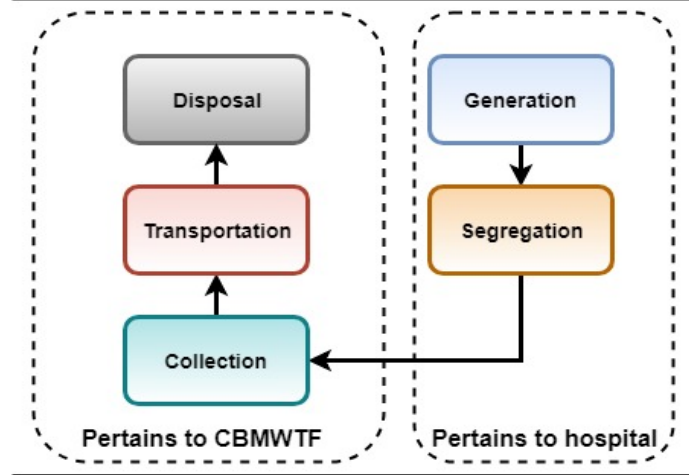 Disposal
Generation
Transportation
Segregation
Collection
Pertains to CBMWTF
Pertains to hospital